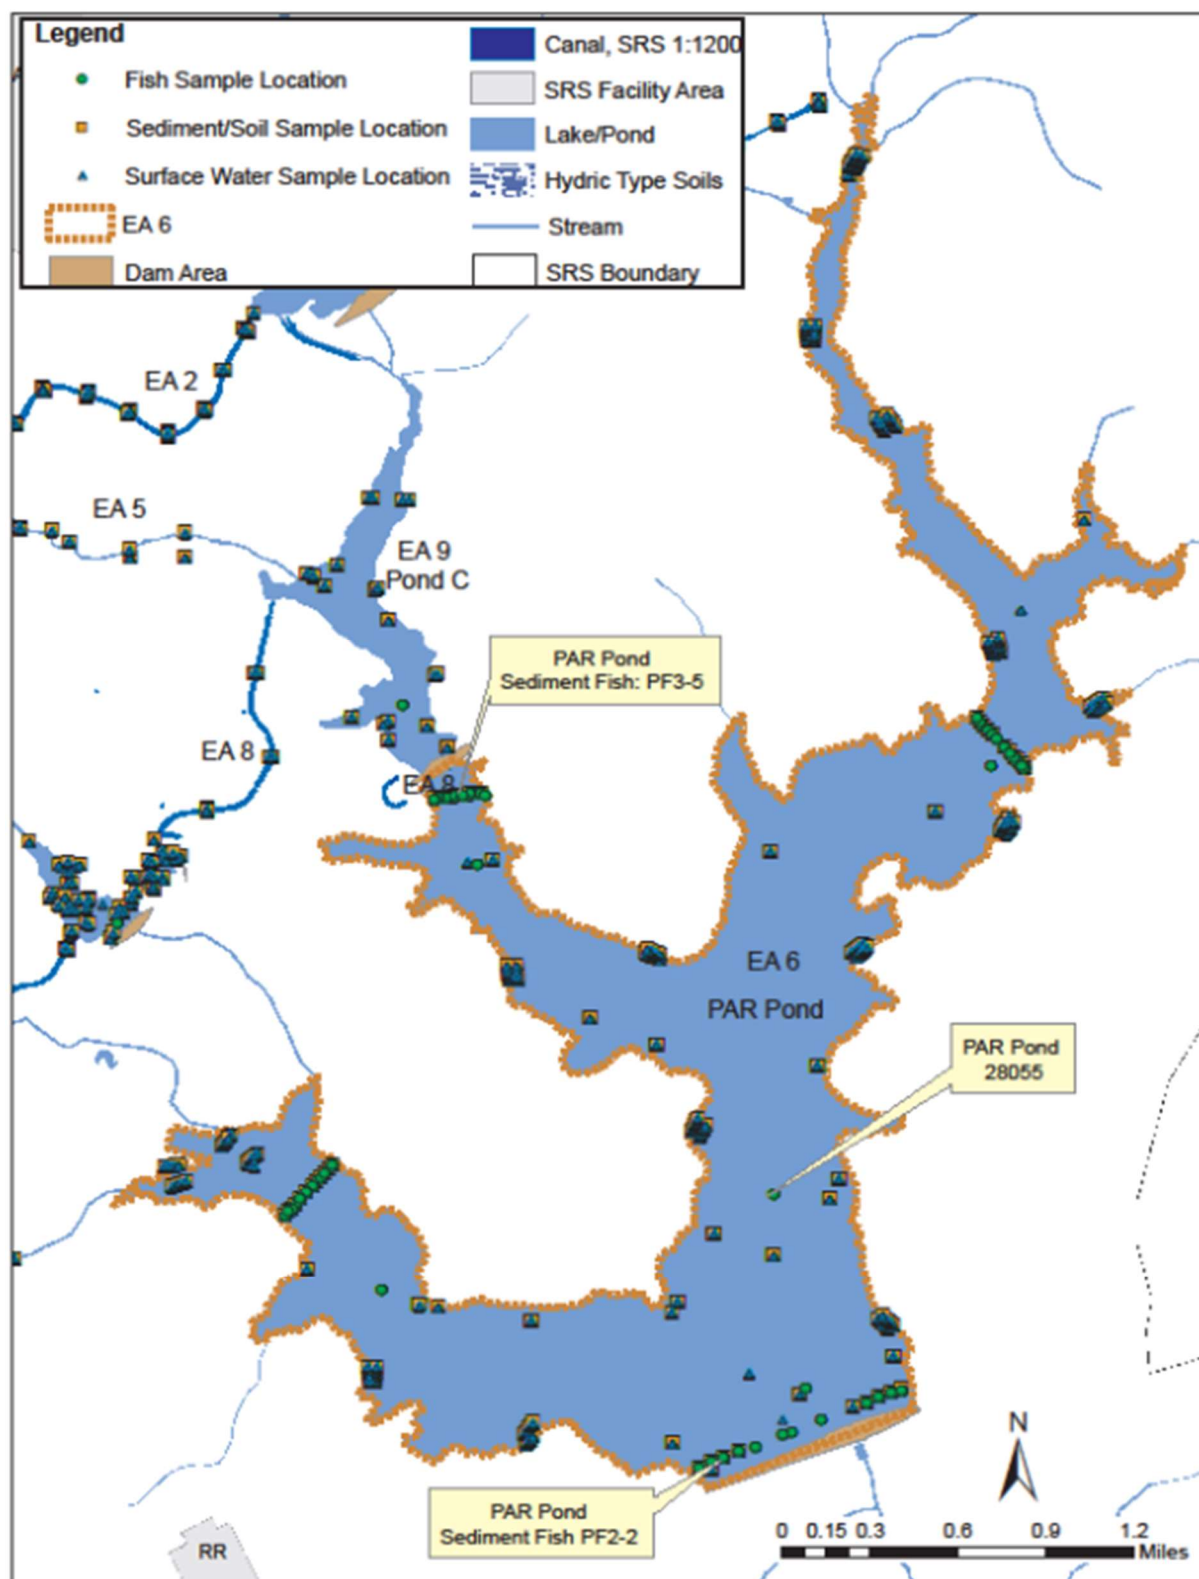 Legend
Fish Sample Location
Sediment/Soil Sample Location
Surface Water Sample Location
EA 6
Dam Area
Canal, SRS 1:1200
SRS Facility Area
Lake/Pond
Hydric Type Soils
Stream
SRS Boundary
EA 2
EA 5
EA 9
Pond C
PAR Pond
Sediment Fish: PF3-5
EA 8
EA 8
EA 6
PAR Pond
PAR Pond
28055
PAR Pond
Sediment Fish PF2-2
RR
N
0 0.15 0.3 0.6 0.9 1.2
Miles